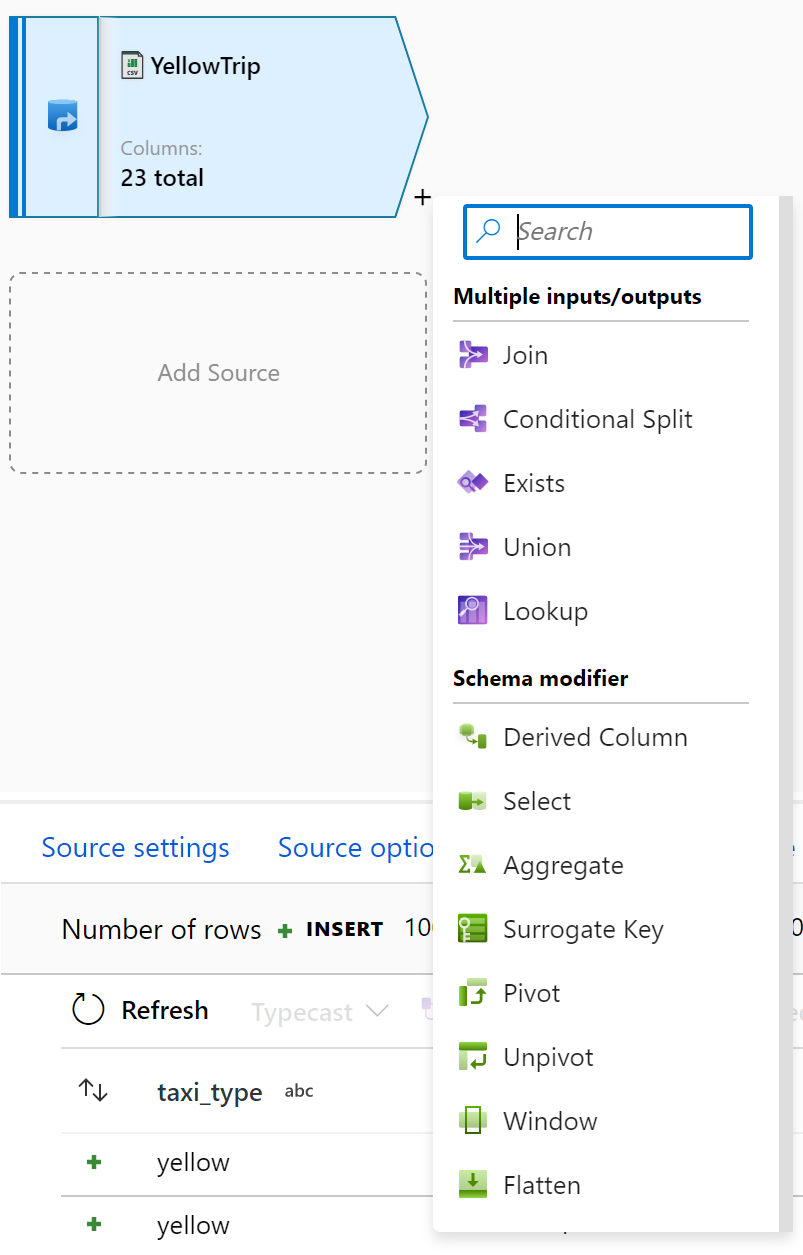 YellowTrip
CSV
Columns:
23 total
+
Search
Add Source
Multiple inputs/outputs
Join
Conditional Split
Exists
Union
Lookup
Schema modifier
Derived Column
Select
Aggregate
Surrogate Key
Pivot
Unpivot
Window
Flatten
Source settings
Source optio
Number of rows + INSERT 10
Refresh Typecast
taxi_type abc
yellow
yellow